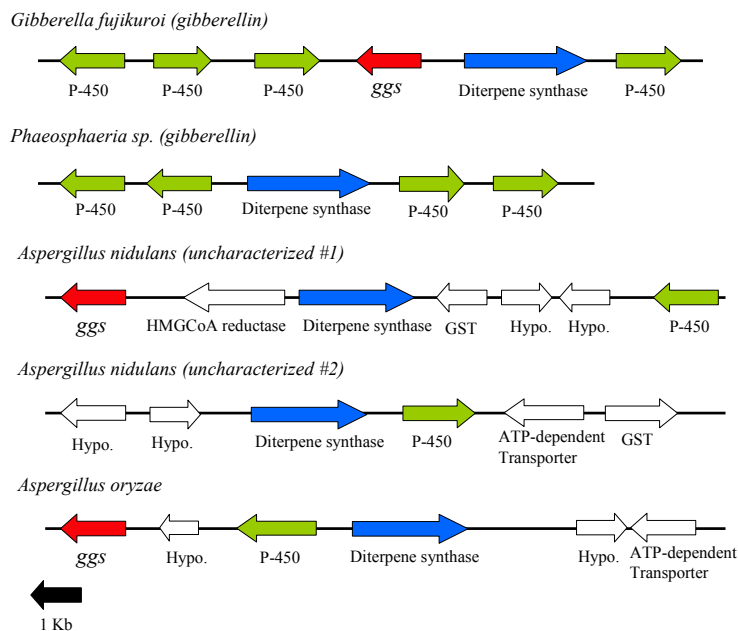 Gibberella fujikuroi (gibberellin)
P-450 P-450 P-450 ggs Diterpene synthase P-450
Phaeosphaeria sp. (gibberellin)
P-450 P-450 Diterpene synthase P-450 P-450
Aspergillus nidulans (uncharacterized #1)
ggs HMGCoA reductase Diterpene synthase GST Hypo. Hypo. P-450
Aspergillus nidulans (uncharacterized #2)
Hypo. Hypo. Diterpene synthase P-450 ATP-dependent GST
Transporter
Aspergillus oryzae
ggs Hypo. P-450 Diterpene synthase Hypo. ATP-dependent
Transporter
1 Kb